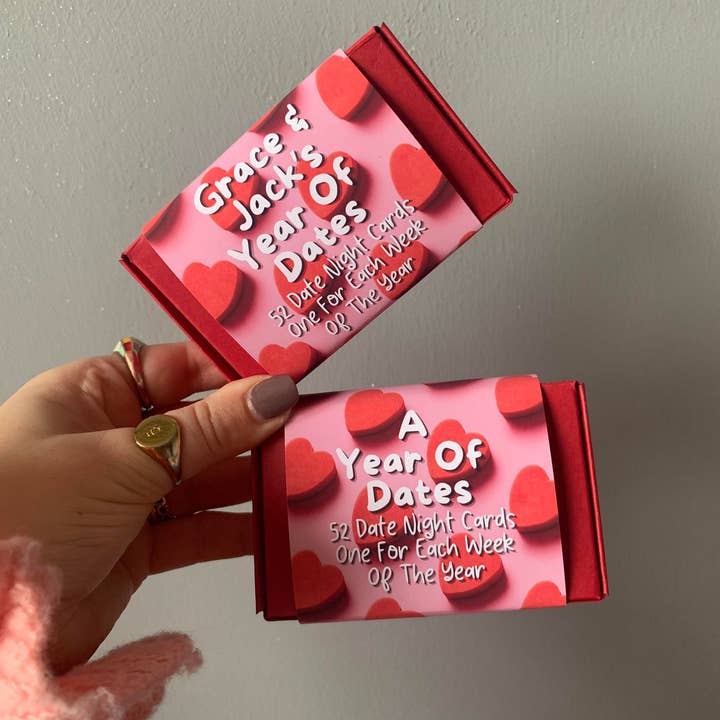 Grace &
Jack's
Year Of
Dates
52 Date Night Cards
One For Each Week
Of The Year
A
Year Of
Dates
52 Date Night Cards
One For Each Week
Of The Year